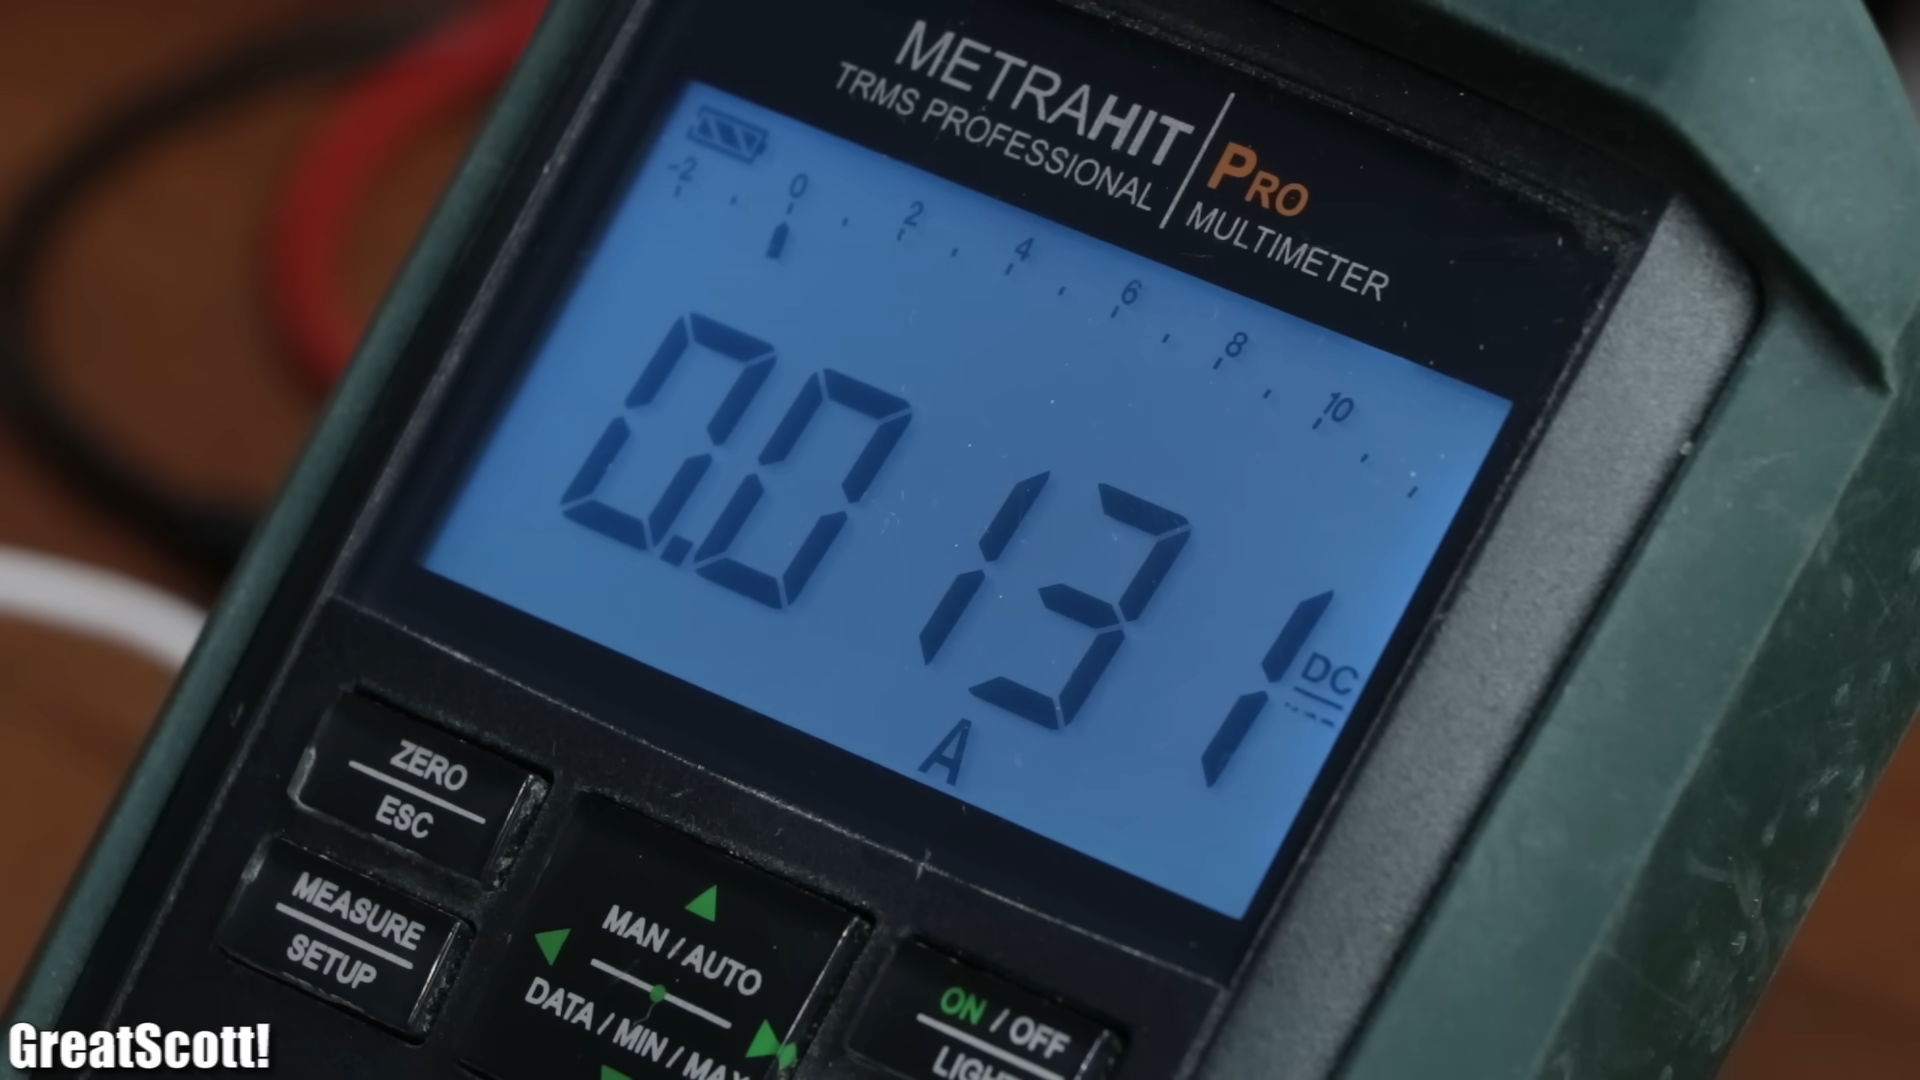 METRAHIT PRO
TRMS PROFESSIONAL MULTIMETER
-2 0 2 4 6 8 10
0.0131
DC
A
ZERO
ESC
MEASURE
SETUP
MAN / AUTO
DATA / MIN / MAX
ON / OFF
GreatScott!